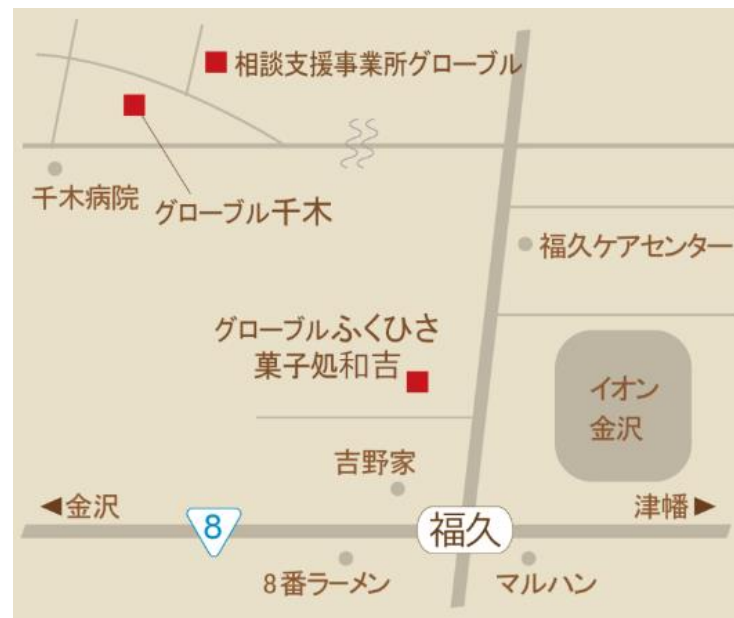 相談支援事業所グローブル
千木病院
グローブル千木
福久ケアセンター
グローブルふくひさ
菓子処和吉
イオン
金沢
吉野家
◀金沢
津幡▶
8
福久
8番ラーメン
マルハン